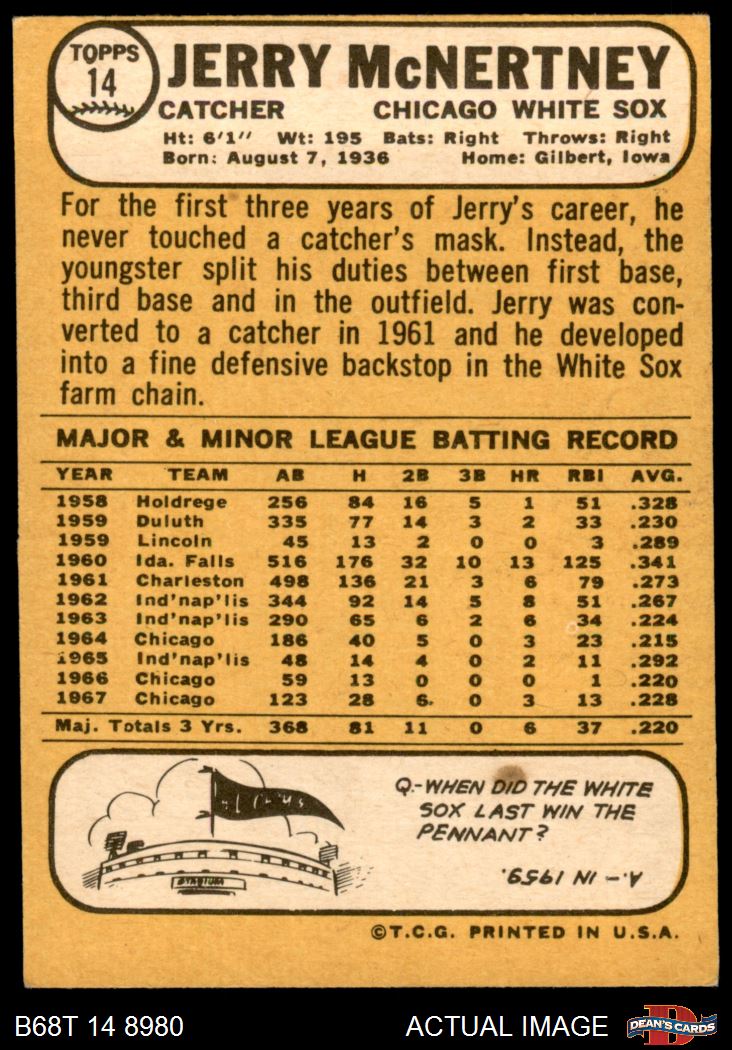 TOPPS
14
JERRY McNERTNEY
CATCHER CHICAGO WHITE SOX
Ht: 6'1'' Wt: 195 Bats: Right Throws: Right
Born: August 7, 1936 Home: Gilbert, Iowa
For the first three years of Jerry's career, he
never touched a catcher's mask. Instead, the
youngster split his duties between first base,
third base and in the outfield. Jerry was con-
verted to a catcher in 1961 and he developed
into a fine defensive backstop in the White Sox
farm chain.
MAJOR & MINOR LEAGUE BATTING RECORD
YEAR TEAM AB H 2B 3B HR RBI AVG.
1958 Holdrege 256 84 16 5 1 51 .328
1959 Duluth 335 77 14 3 2 33 .230
1959 Lincoln 45 13 2 0 0 3 .289
1960 Ida. Falls 516 176 32 10 13 125 .341
1961 Charleston 498 136 21 3 6 79 .273
1962 Ind'nap'lis 344 92 14 5 8 51 .267
1963 Ind'nap'lis 290 65 6 2 6 34 .224
1964 Chicago 186 40 5 0 3 23 .215
1965 Ind'nap'lis 48 14 4 0 2 11 .292
1966 Chicago 59 13 0 0 0 1 .220
1967 Chicago 123 28 6 0 3 13 .228
Maj. Totals 3 Yrs. 368 81 11 0 6 37 .220
Q.-WHEN DID THE WHITE
SOX LAST WIN THE
PENNANT?
A.- IN 1959.
STADIUM
©T.C.G. PRINTED IN U.S.A.
B68T 14 8980 ACTUAL IMAGE
DEAN'S CARDS